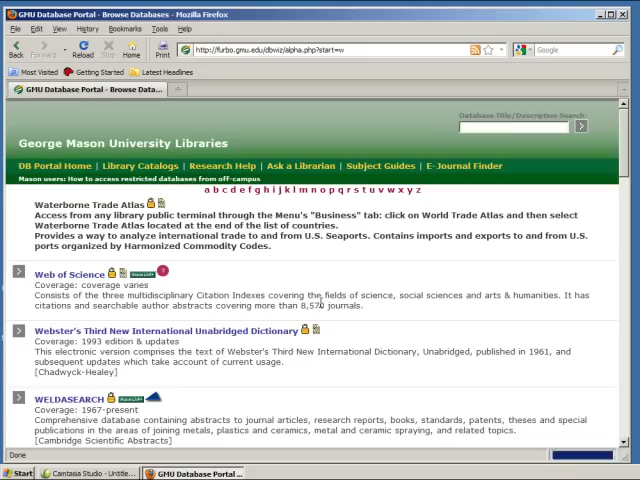 GMU Database Portal - Browse Databases - Mozilla Firefox
File Edit View History Bookmarks Tools Help
Back Forward Reload Stop Home Print http://furbo.gmu.edu/dbwiz/alpha.php?start=w Google
Most Visited Getting Started Latest Headlines
GMU Database Portal - Browse Data...
Database Title/Description Search:
George Mason University Libraries
DB Portal Home | Library Catalogs | Research Help | Ask a Librarian | Subject Guides | E-Journal Finder
Mason users: How to access restricted databases from off-campus
a b c d e f g h i j k l m n o p q r s t u v w x y z
Waterborne Trade Atlas
Access from any library public terminal through the Menu's "Business" tab: click on World Trade Atlas and then select
Waterborne Trade Atlas located at the end of the list of countries.
Provides a way to analyze international trade to and from U.S. Seaports. Contains imports and exports to and from U.S.
ports organized by Harmonized Commodity Codes.
Web of Science ?
Coverage: coverage varies
Consists of the three multidisciplinary Citation Indexes covering the fields of science, social sciences and arts & humanities. It has
citations and searchable author abstracts covering more than 8,570 journals.
Webster's Third New International Unabridged Dictionary
Coverage: 1993 edition & updates
This electronic version comprises the text of Webster's Third New International Dictionary, Unabridged, published in 1961, and
subsequent updates which take account of current usage.
[Chadwyck-Healey]
WELDASEARCH
Coverage: 1967-present
Comprehensive database containing abstracts to journal articles, research reports, books, standards, patents, theses and special
publications in the areas of joining metals, plastics and ceramics, metal and ceramic spraying, and related topics.
[Cambridge Scientific Abstracts]
Done
Start Camtasia Studio - Untitle... GMU Database Portal ...